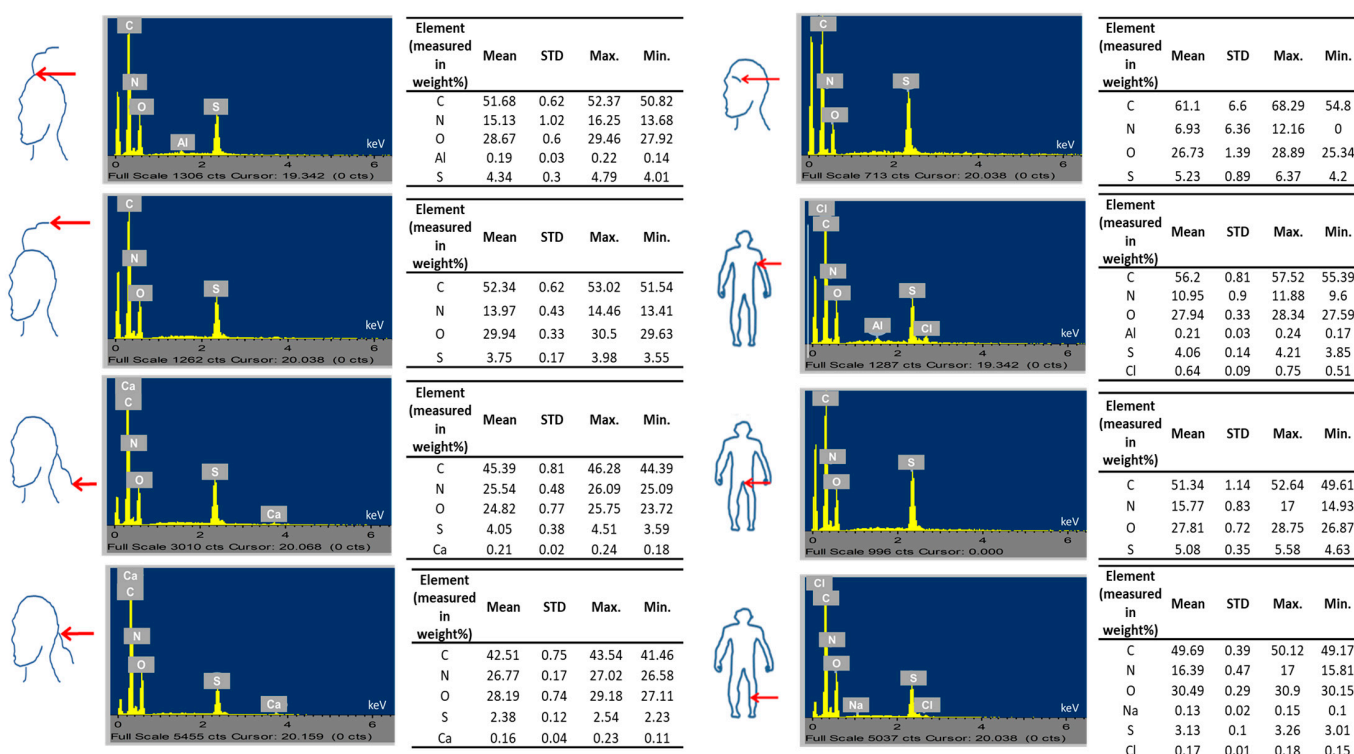 C
N
O
Al
S
keV
0 2 4 6
Full Scale 1306 cts Cursor: 19.342 (0 cts)
Element
(measured
in
weight%) Mean STD Max. Min.
C 51.68 0.62 52.37 50.82
N 15.13 1.02 16.25 13.68
O 28.67 0.6 29.46 27.92
Al 0.19 0.03 0.22 0.14
S 4.34 0.3 4.79 4.01
C
N
O
S
keV
0 2 4 6
Full Scale 1262 cts Cursor: 20.038 (0 cts)
Element
(measured
in
weight%) Mean STD Max. Min.
C 52.34 0.62 53.02 51.54
N 13.97 0.43 14.46 13.41
O 29.94 0.33 30.5 29.63
S 3.75 0.17 3.98 3.55
Ca
C
N
O
S
Ca
keV
0 2 4 6
Full Scale 3010 cts Cursor: 20.068 (0 cts)
Element
(measured
in
weight%) Mean STD Max. Min.
C 45.39 0.81 46.28 44.39
N 25.54 0.48 26.09 25.09
O 24.82 0.77 25.75 23.72
S 4.05 0.38 4.51 3.59
Ca 0.21 0.02 0.24 0.18
Ca
C
N
O
S
Ca
keV
0 2 4 6
Full Scale 5455 cts Cursor: 20.159 (0 cts)
Element
(measured
in
weight%) Mean STD Max. Min.
C 42.51 0.75 43.54 41.46
N 26.77 0.17 27.02 26.58
O 28.19 0.74 29.18 27.11
S 2.38 0.12 2.54 2.23
Ca 0.16 0.04 0.23 0.11
C
N
O
S
keV
0 2 4 6
Full Scale 713 cts Cursor: 20.038 (0 cts)
Element
(measured
in
weight%) Mean STD Max. Min.
C 61.1 6.6 68.29 54.8
N 6.93 6.36 12.16 0
O 26.73 1.39 28.89 25.34
S 5.23 0.89 6.37 4.2
Cl
C
N
O
Al
S
Cl
keV
0 2 4 6
Full Scale 1287 cts Cursor: 19.342 (0 cts)
Element
(measured
in
weight%) Mean STD Max. Min.
C 56.2 0.81 57.52 55.39
N 10.95 0.9 11.88 9.6
O 27.94 0.33 28.34 27.59
Al 0.21 0.03 0.24 0.17
S 4.06 0.14 4.21 3.85
Cl 0.64 0.09 0.75 0.51
C
N
O
S
keV
0 2 4 6
Full Scale 996 cts Cursor: 0.000
Element
(measured
in
weight%) Mean STD Max. Min.
C 51.34 1.14 52.64 49.61
N 15.77 0.83 17 14.93
O 27.81 0.72 28.75 26.87
S 5.08 0.35 5.58 4.63
Cl
C
N
O
Na
S
Cl
keV
0 2 4 6
Full Scale 5037 cts Cursor: 20.038 (0 cts)
Element
(measured
in
weight%) Mean STD Max. Min.
C 49.69 0.39 50.12 49.17
N 16.39 0.47 17 15.81
O 30.49 0.29 30.9 30.15
Na 0.13 0.02 0.15 0.1
S 3.13 0.1 3.26 3.01
Cl 0.17 0.01 0.18 0.15